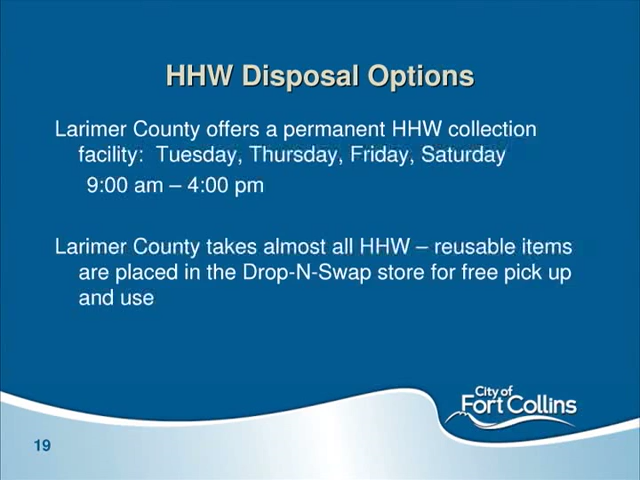 HHW Disposal Options
Larimer County offers a permanent HHW collection
facility:  Tuesday, Thursday, Friday, Saturday
9:00 am – 4:00 pm
Larimer County takes almost all HHW – reusable items
are placed in the Drop-N-Swap store for free pick up
and use
City of
Fort Collins
19